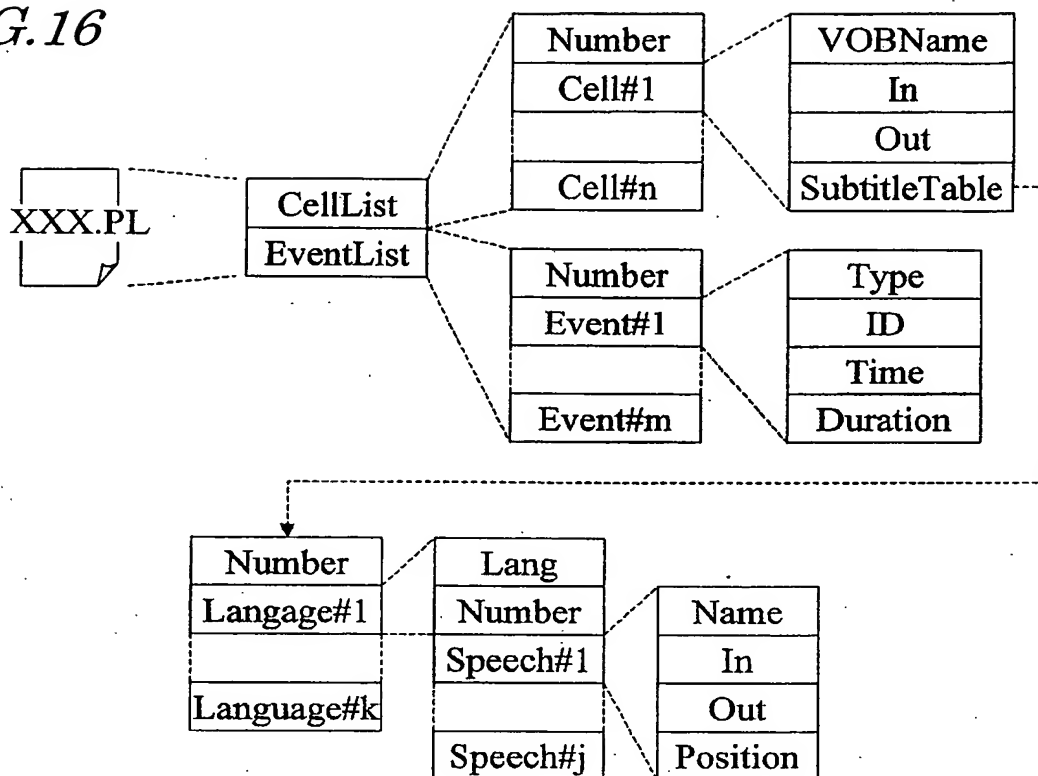 G.16
XXX.PL
CellList
EventList
Number
Cell#1
Cell#n
VOBName
In
Out
SubtitleTable
Number
Event#1
Event#m
Type
ID
Time
Duration
Number
Langage#1
Language#k
Lang
Number
Speech#1
Speech#j
Name
In
Out
Position